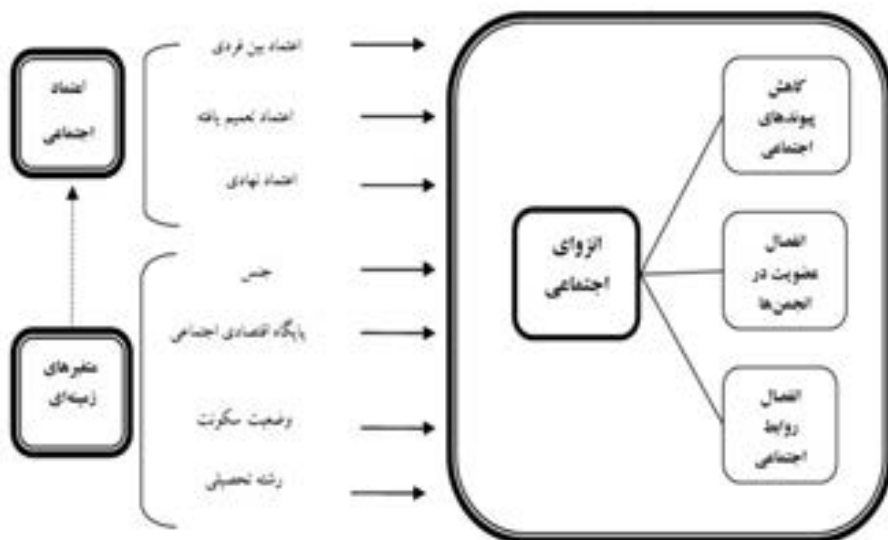 اعتماد
اجتماعی
اعتماد بین فردی
اعتماد تعمیم یافته
اعتماد نهادی
متغیرهای
زمینه‌ای
جنس
پایگاه اقتصادی اجتماعی
وضعیت سکونت
رشته تحصیلی
انزوای
اجتماعی
کاهش
پیوندهای
اجتماعی
انفصال
عضویت در
انجمن‌ها
انفصال
روابط
اجتماعی